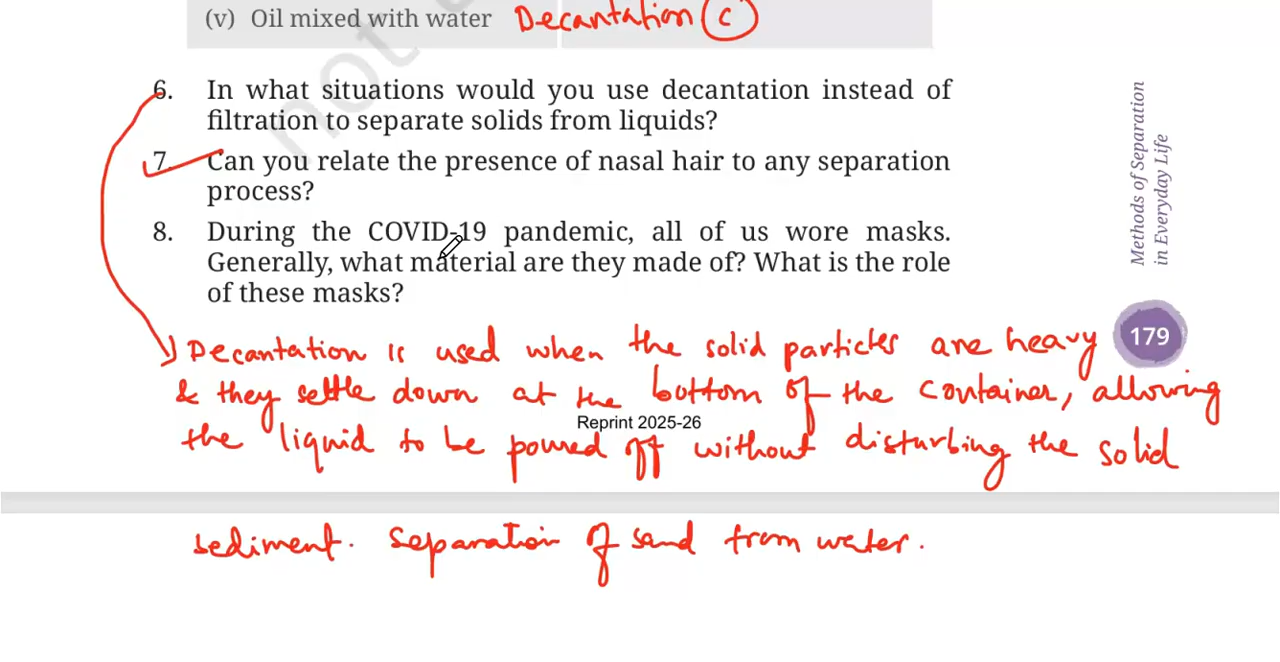 (v) Oil mixed with water Decantation (c)
6. In what situations would you use decantation instead of
filtration to separate solids from liquids?
7. Can you relate the presence of nasal hair to any separation
process?
8. During the COVID-19 pandemic, all of us wore masks.
Generally, what material are they made of? What is the role
of these masks?
Methods of Separation
in Everyday Life
179
Decantation is used when the solid particles are heavy
& they settle down at the bottom of the container, allowing
Reprint 2025-26
the liquid to be poured off without disturbing the solid
sediment. Separation of sand from water.
not